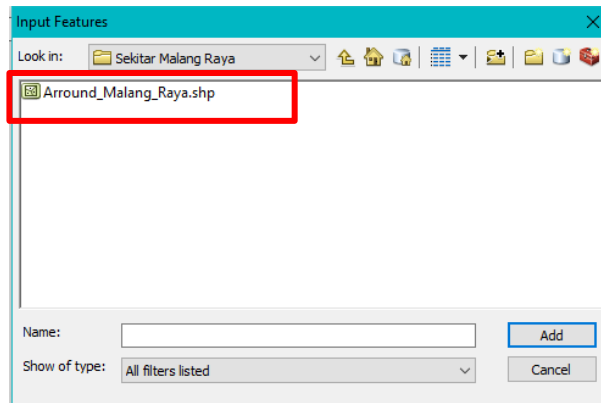 Input Features
Look in: Sekitar Malang Raya
Arround_Malang_Raya.shp
Name: Add
Show of type: All filters listed Cancel